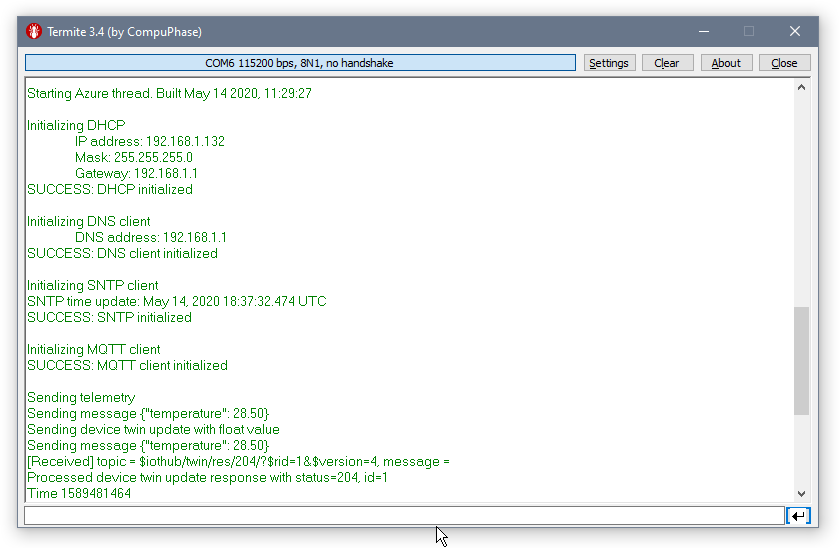 Termite 3.4 (by CompuPhase)
COM6 115200 bps, 8N1, no handshake
Settings
Clear
About
Close
Starting Azure thread. Built May 14 2020, 11:29:27
Initializing DHCP
IP address: 192.168.1.132
Mask: 255.255.255.0
Gateway: 192.168.1.1
SUCCESS: DHCP initialized
Initializing DNS client
DNS address: 192.168.1.1
SUCCESS: DNS client initialized
Initializing SNTP client
SNTP time update: May 14, 2020 18:37:32.474 UTC
SUCCESS: SNTP initialized
Initializing MQTT client
SUCCESS: MQTT client initialized
Sending telemetry
Sending message {"temperature": 28.50}
Sending device twin update with float value
Sending message {"temperature": 28.50}
[Received] topic = $iothub/twin/res/204/?$rid=1&$version=4, message =
Processed device twin update response with status=204, id=1
Time 1589481464